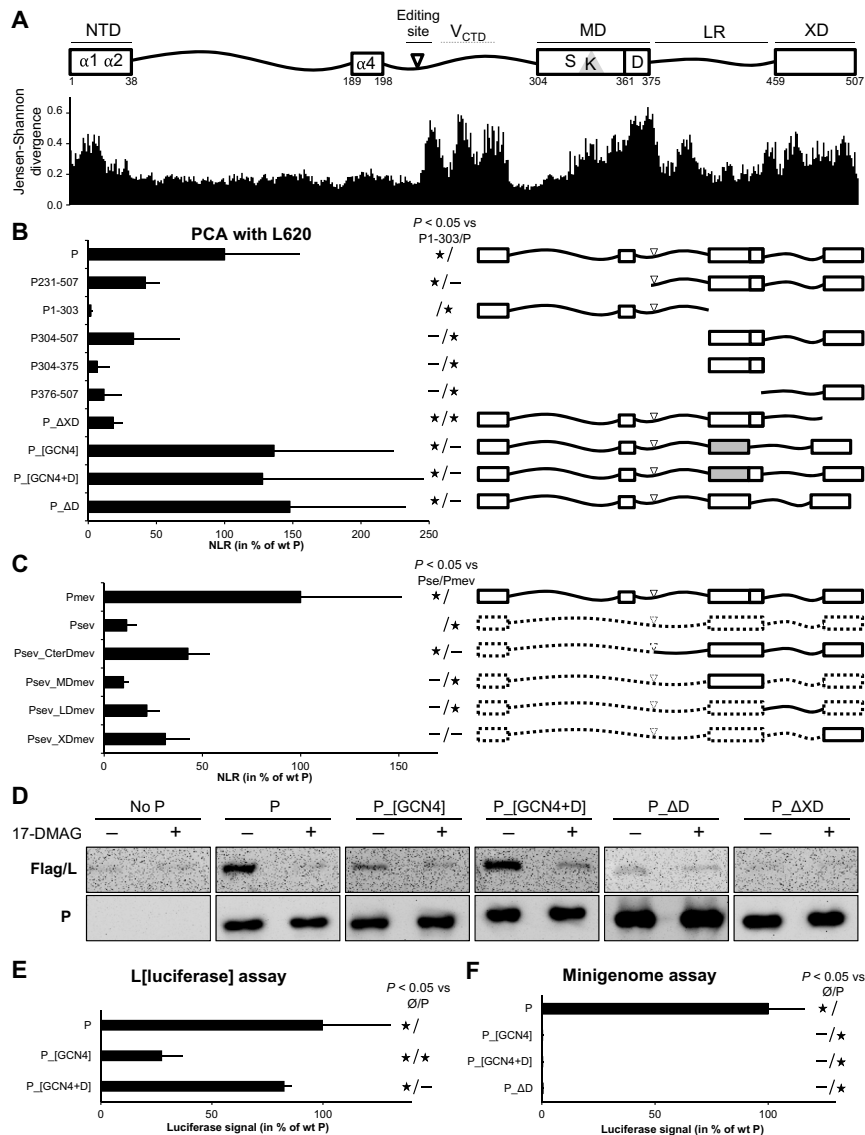 A
NTD
Editing site
V_CTD
MD
LR
XD
α1 α2
α4
S K D
1 38 189 198 304 361 375 459 507
Jensen-Shannon divergence
0.6
0.4
0.2
0.0
B
PCA with L620
P < 0.05 vs P1-303/P
P ★/
P231-507 ★/—
P1-303 /★
P304-507 —/★
P304-375 —/★
P376-507 —/★
P_ΔXD ★/★
P_[GCN4] ★/—
P_[GCN4+D] ★/—
P_ΔD ★/—
0 50 100 150 200 250
NLR (in % of wt P)
C
P < 0.05 vs Pse/Pmev
Pmev ★/
Psev /★
Psev_CterDmev ★/—
Psev_MDmev —/★
Psev_LDmev —/★
Psev_XDmev —/—
0 50 100 150
NLR (in % of wt P)
D
No P P P_[GCN4] P_[GCN4+D] P_ΔD P_ΔXD
17-DMAG – + – + – + – + – + – +
Flag/L
P
E
L[luciferase] assay
P < 0.05 vs Ø/P
P ★/
P_[GCN4] ★/★
P_[GCN4+D] ★/—
0 100
Luciferase signal (in % of wt P)
F
Minigenome assay
P < 0.05 vs Ø/P
P ★/
P_[GCN4] —/★
P_[GCN4+D] —/★
P_ΔD —/★
0 100
Luciferase signal (in % of wt P)